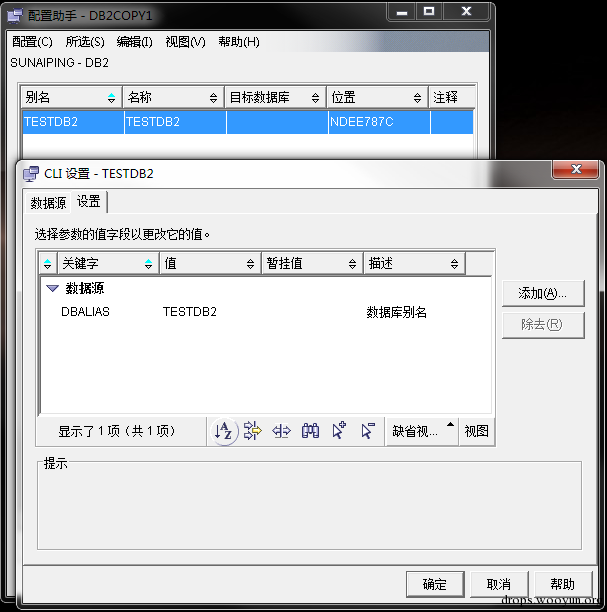 配置助手 - DB2COPY1
配置(C) 所选(S) 编辑(I) 视图(V) 帮助(H)
SUNAIPING - DB2
别名 名称 目标数据库 位置 注释
TESTDB2 TESTDB2 NDEE787C
CLI 设置 - TESTDB2
数据源 设置
选择参数的值字段以更改它的值。
关键字 值 暂挂值 描述
数据源
DBALIAS TESTDB2 数据库别名
添加(A)...
除去(R)
显示了 1 项（共 1 项） 缺省视... 视图
提示
确定 取消 帮助
drops.wooyun.org